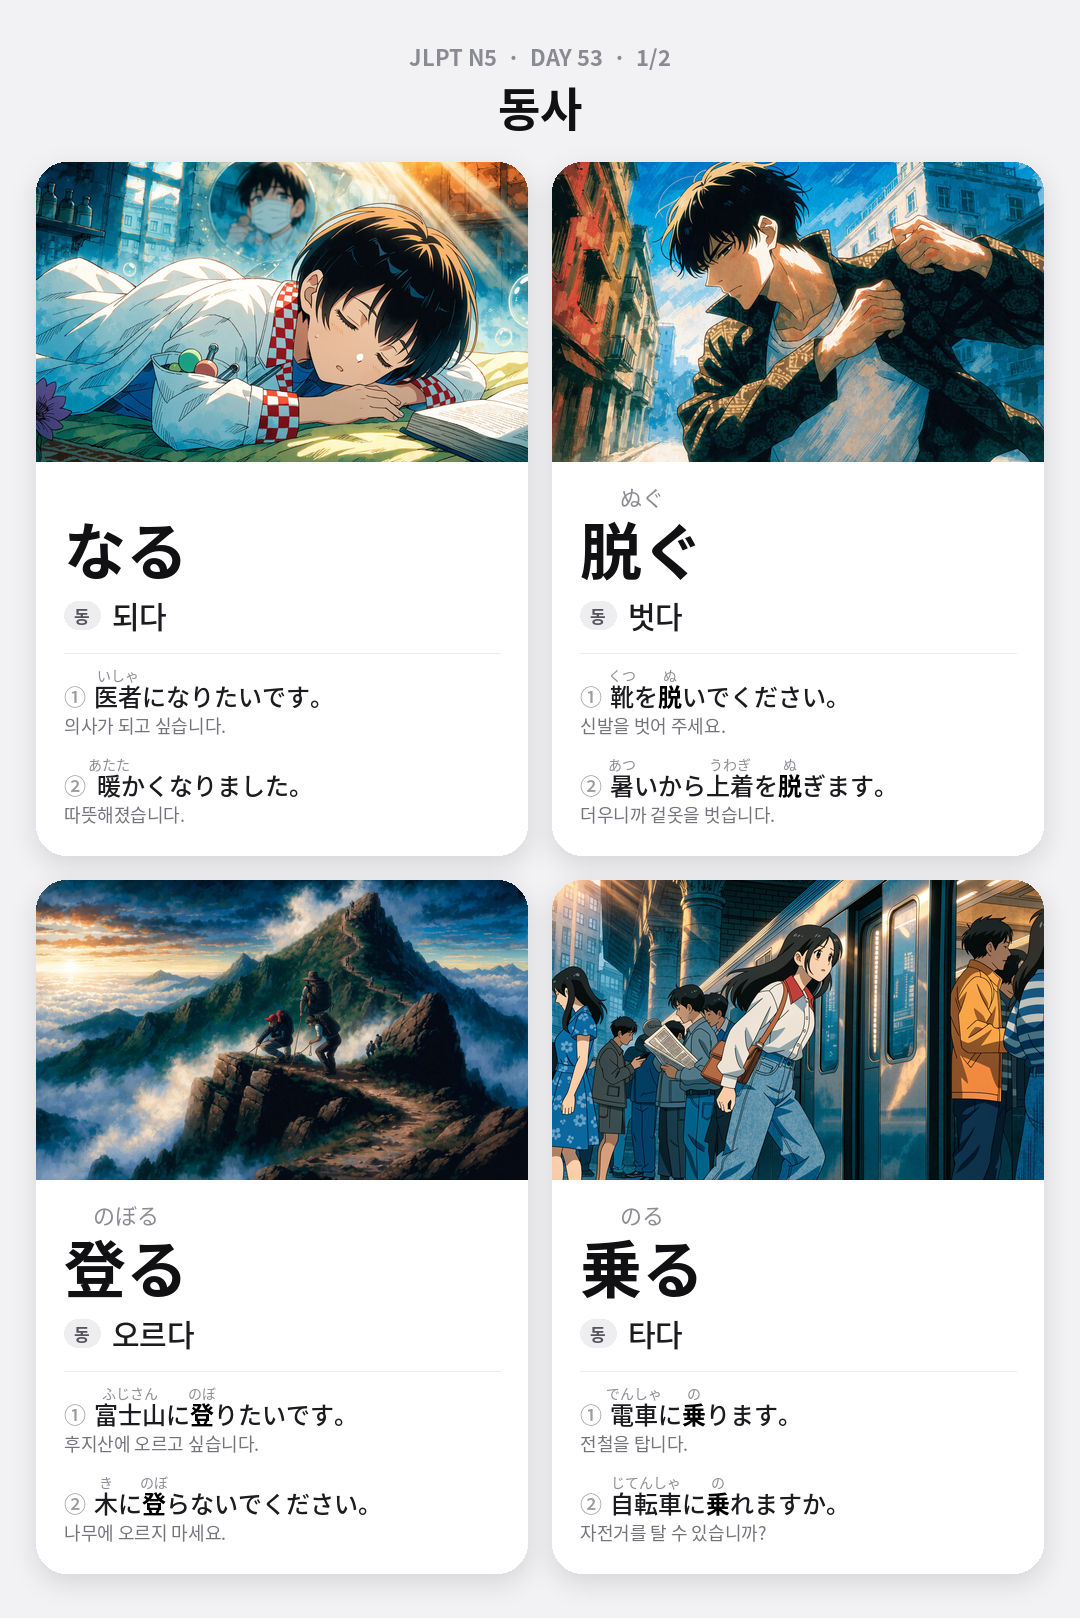 JLPT N5 · DAY 53 · 1/2
동사
なる
동 되다
いしゃ
① 医者になりたいです。
의사가 되고 싶습니다.
あたた
② 暖かくなりました。
따뜻해졌습니다.
ぬぐ
脱ぐ
동 벗다
くつ ぬ
① 靴を脱いでください。
신발을 벗어 주세요.
あつ うわぎ ぬ
② 暑いから上着を脱ぎます。
더우니까 겉옷을 벗습니다.
のぼる
登る
동 오르다
ふじさん のぼ
① 富士山に登りたいです。
후지산에 오르고 싶습니다.
き のぼ
② 木に登らないでください。
나무에 오르지 마세요.
のる
乗る
동 타다
でんしゃ の
① 電車に乗ります。
전철을 탑니다.
じてんしゃ の
② 自転車に乗れますか。
자전거를 탈 수 있습니까?